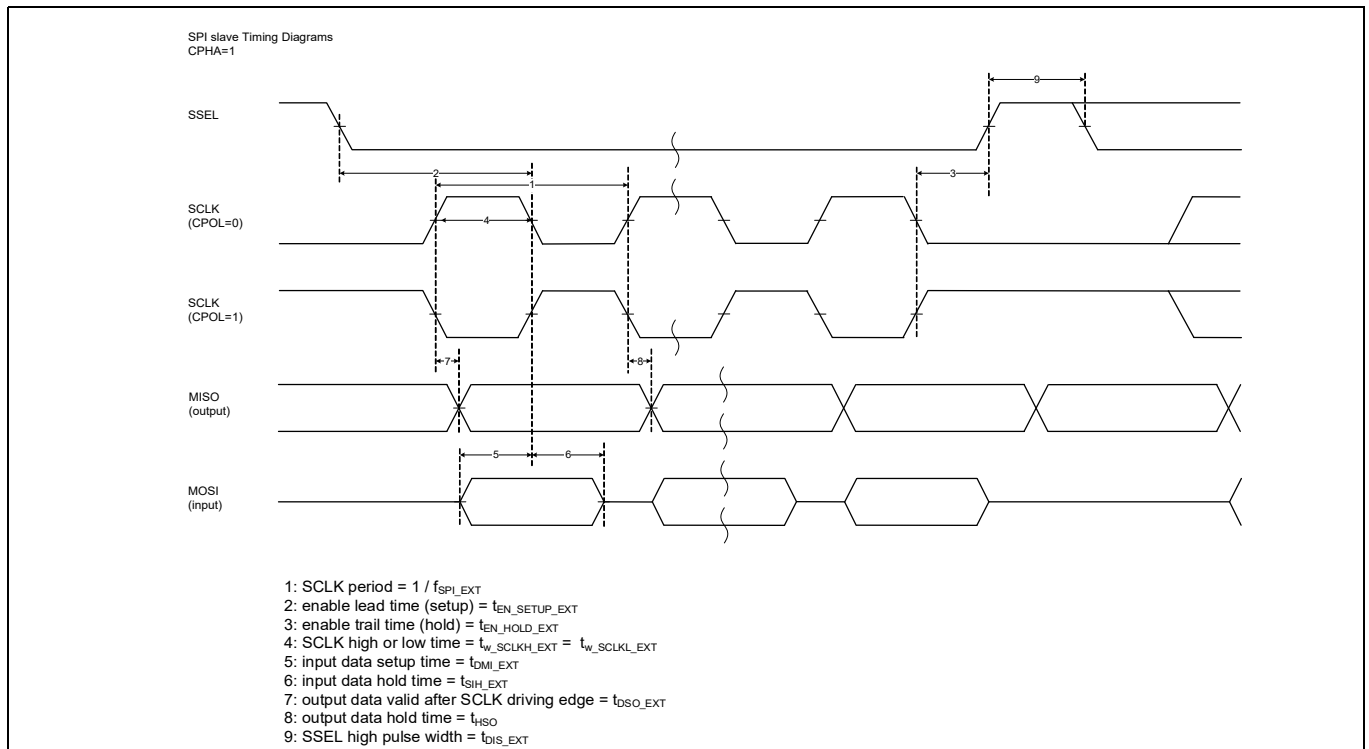 SPI slave Timing Diagrams
CPHA=1
9
SSEL
2
3
1
SCLK
(CPOL=0)
4
SCLK
(CPOL=1)
7
8
MISO
(output)
5
6
MOSI
(input)
1: SCLK period = 1 / fSPI_EXT
2: enable lead time (setup) = tEN_SETUP_EXT
3: enable trail time (hold) = tEN_HOLD_EXT
4: SCLK high or low time = tw_SCLKH_EXT = tw_SCLKL_EXT
5: input data setup time = tDMI_EXT
6: input data hold time = tSIH_EXT
7: output data valid after SCLK driving edge = tDSO_EXT
8: output data hold time = tHSO
9: SSEL high pulse width = tDIS_EXT